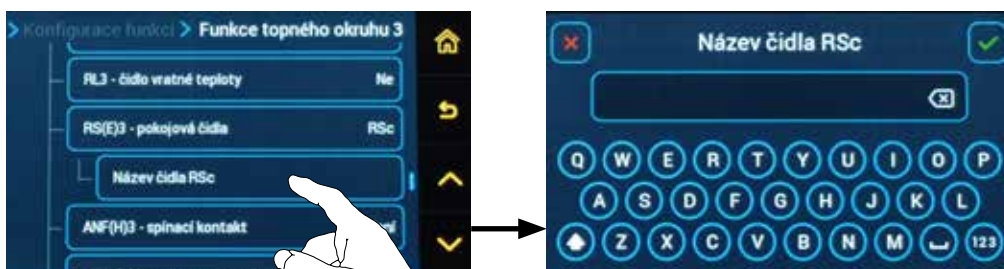 > Konfigurace funkcí > Funkce topného okruhu 3
RL3 - čidlo vratné teploty Ne
RS(E)3 - pokojová čidla RSc
Název čidla RSc
ANF(H)3 - spínací kontakt
Název čidla RSc
Q W E R T Y U I O P
A S D F G H J K L
Z X C V B N M 123